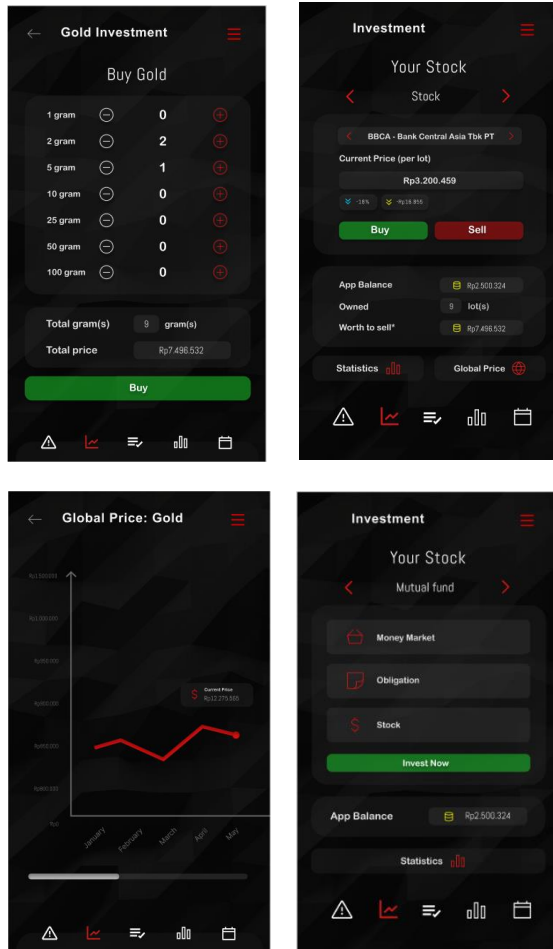 Gold Investment
Buy Gold
1 gram 0
2 gram 2
5 gram 1
10 gram 0
25 gram 0
50 gram 0
100 gram 0
Total gram(s) 9 gram(s)
Total price Rp7.496.532
Buy
Investment
Your Stock
Stock
BBCA - Bank Central Asia Tbk PT
Current Price (per lot)
Rp3.200.459
Buy Sell
App Balance Rp2.500.324
Owned 9 lot(s)
Worth to sell* Rp7.496.532
Statistics Global Price
Global Price: Gold
Current Price
Rp12.275.565
Rp0
January February March April May
Investment
Your Stock
Mutual fund
Money Market
Obligation
Stock
Invest Now
App Balance Rp2.500.324
Statistics